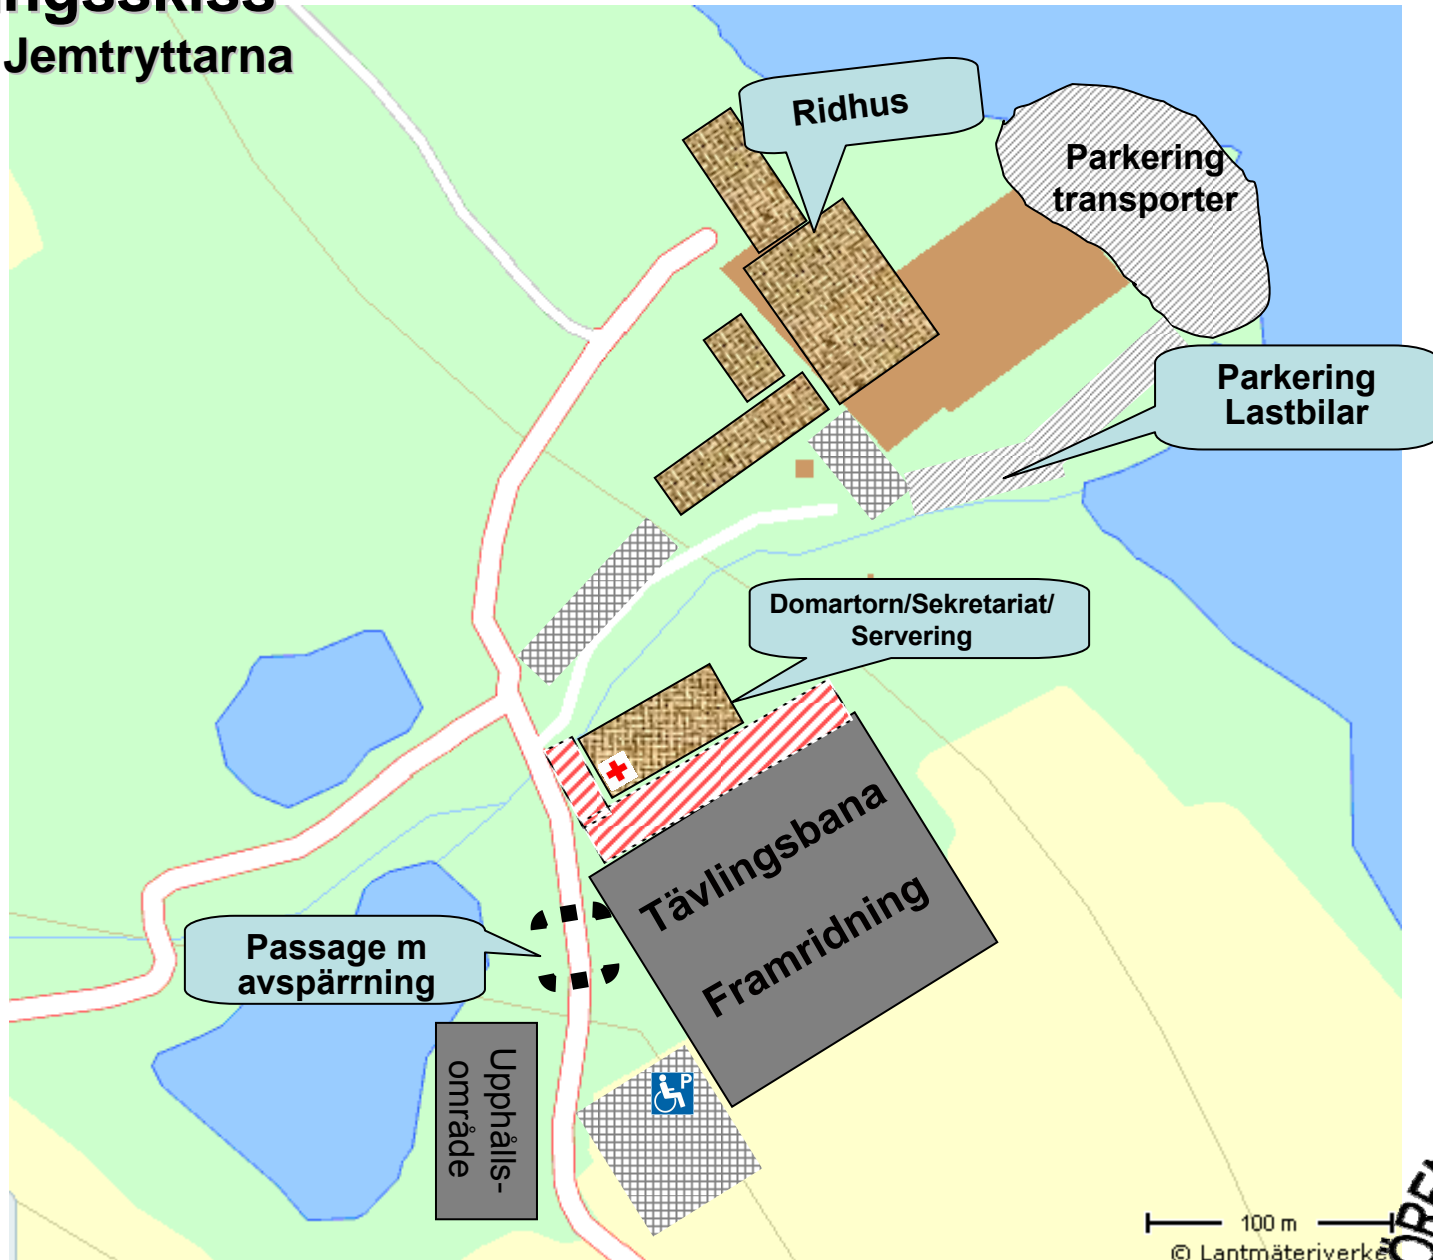 Jemtryttarna
Ridhus
Parkering
transporter
Parkering
Lastbilar
Domartorn/Sekretariat/
Servering
Tävlingsbana
Framridning
Passage m
avspärrning
Upphålls-
område
P
100 m
© Lantmäteriverke